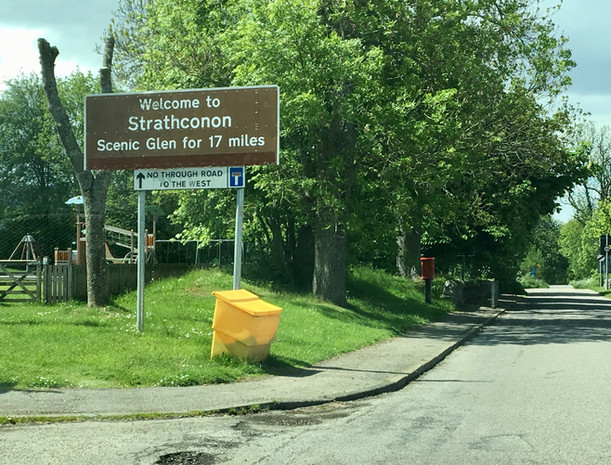 Welcome to
Strathconon
Scenic Glen for 17 miles
NO THROUGH ROAD
TO THE WEST